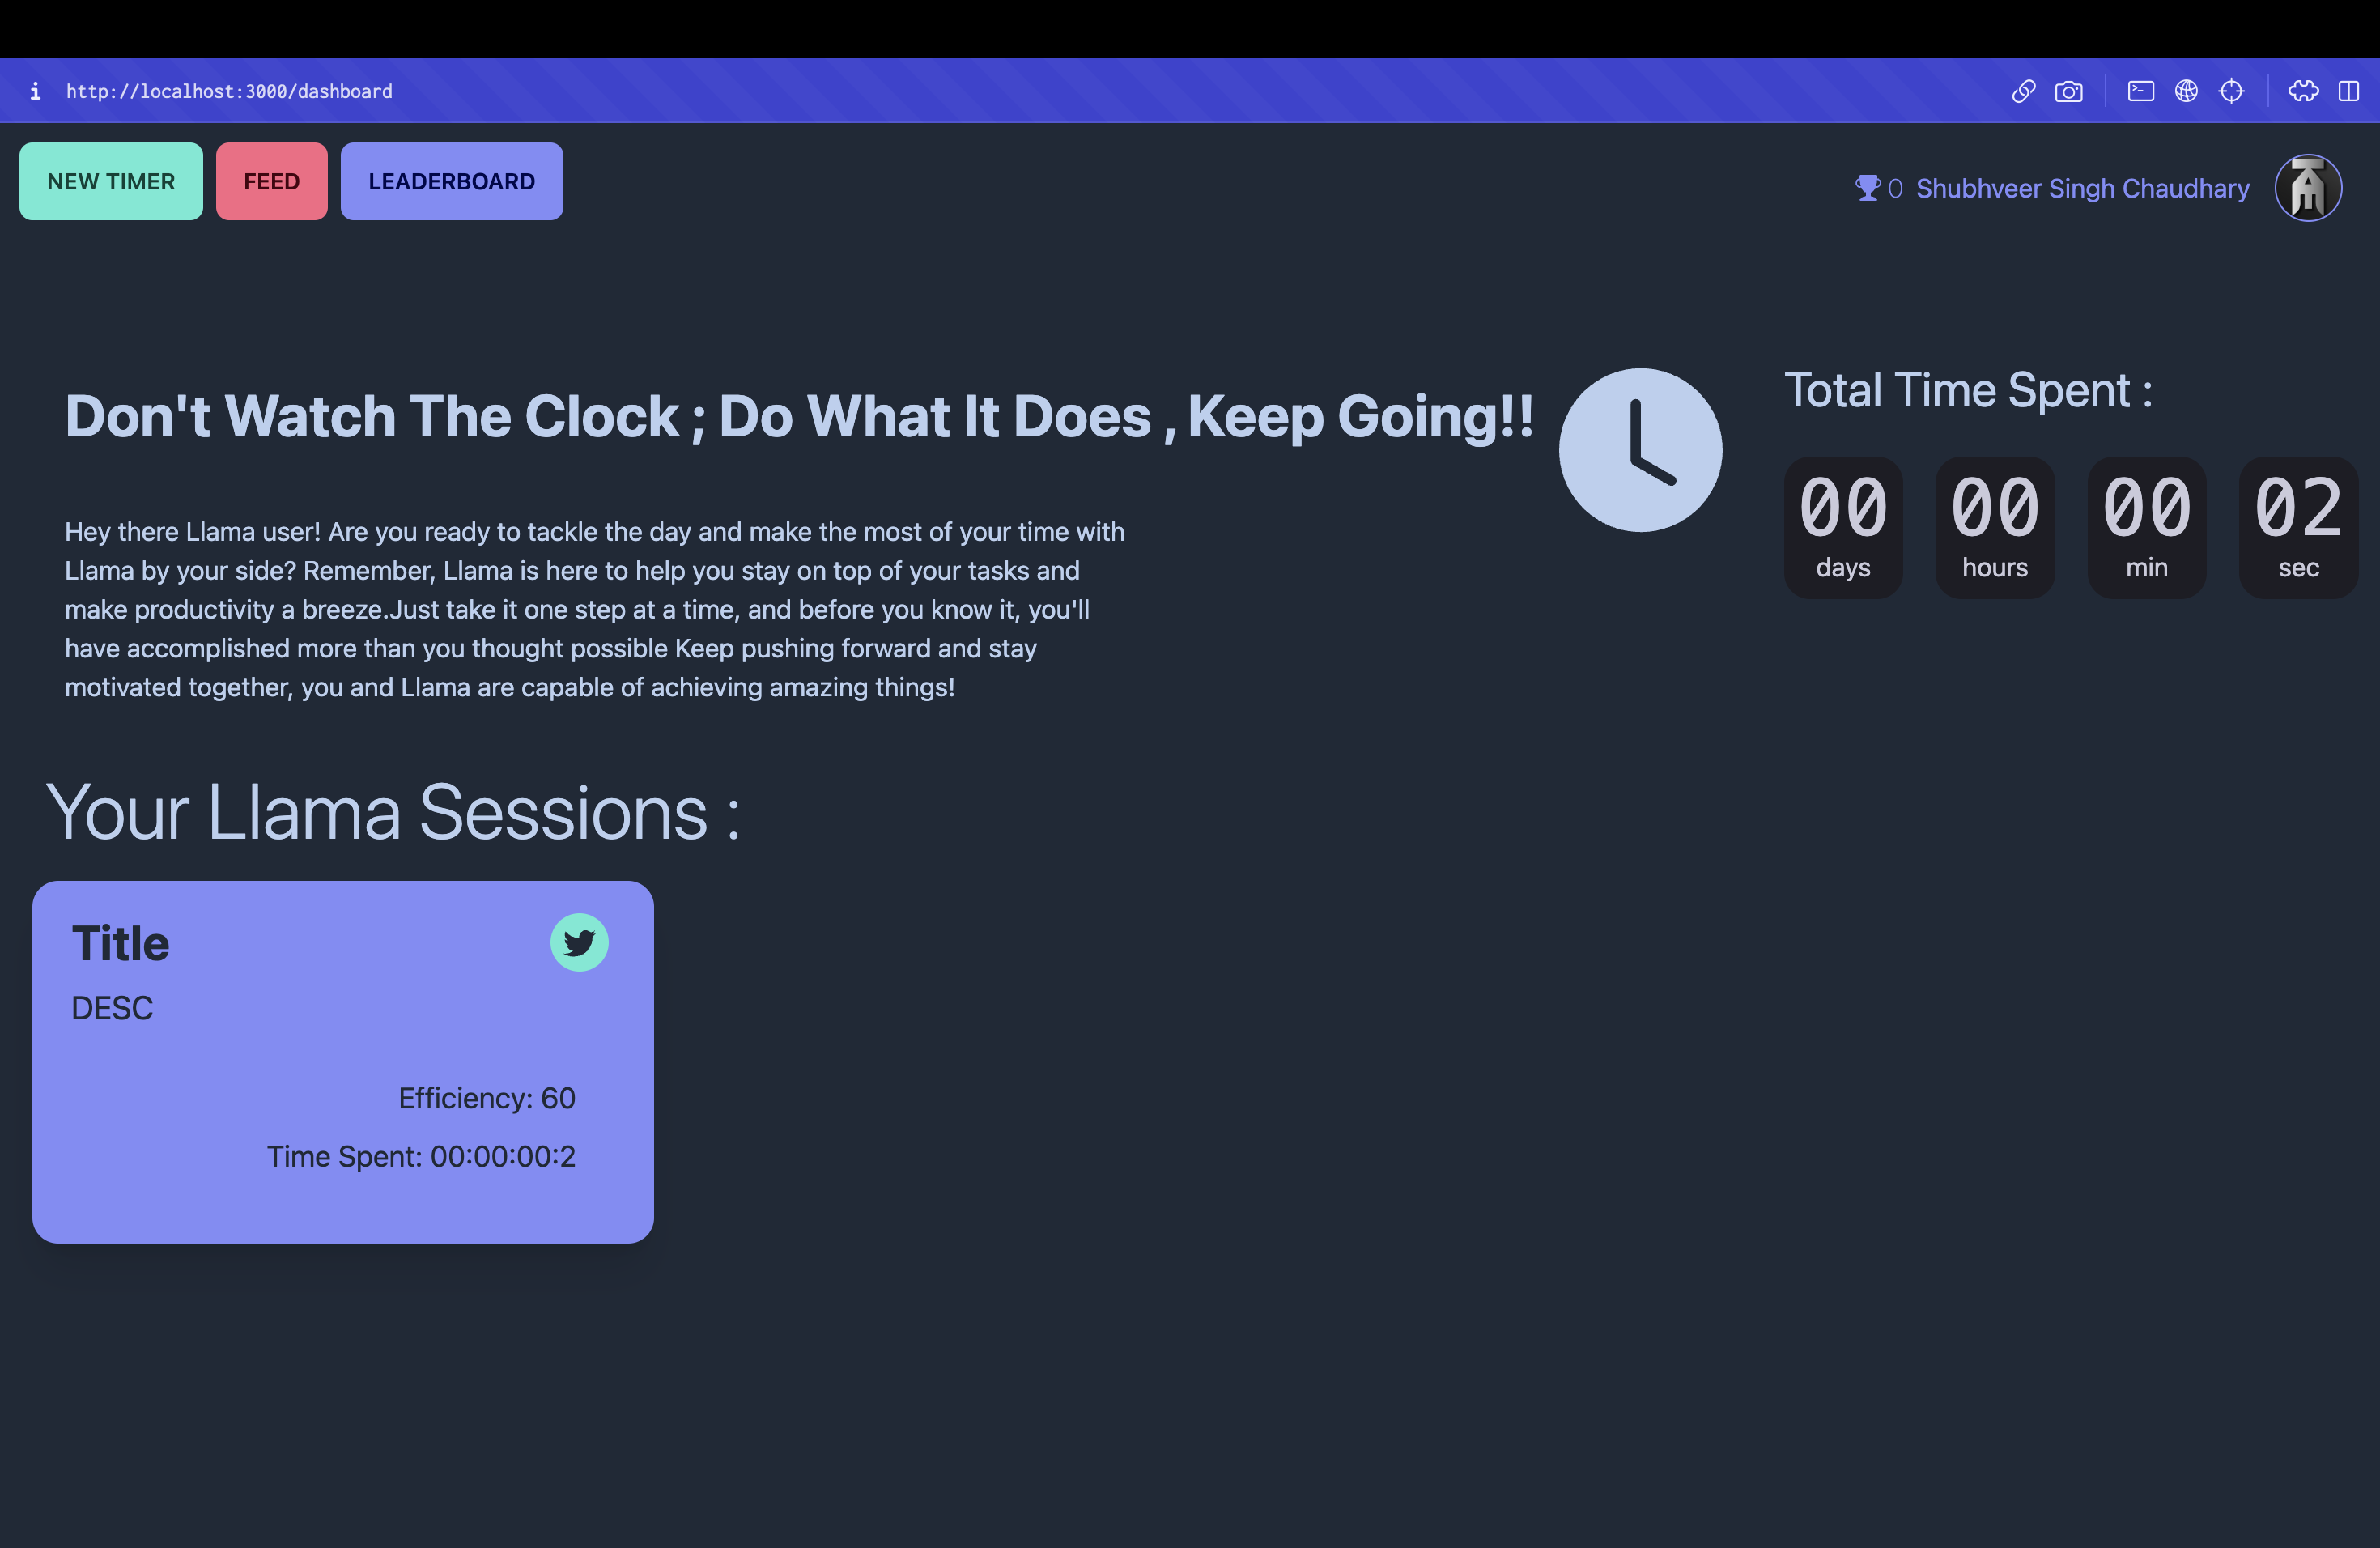 i http://localhost:3000/dashboard
NEW TIMER FEED LEADERBOARD
0 Shubhveer Singh Chaudhary
Don't Watch The Clock ; Do What It Does , Keep Going!!
Hey there Llama user! Are you ready to tackle the day and make the most of your time with
Llama by your side? Remember, Llama is here to help you stay on top of your tasks and
make productivity a breeze.Just take it one step at a time, and before you know it, you'll
have accomplished more than you thought possible Keep pushing forward and stay
motivated together, you and Llama are capable of achieving amazing things!
Total Time Spent :
00 00 00 02
days hours min sec
Your Llama Sessions :
Title
DESC
Efficiency: 60
Time Spent: 00:00:00:2